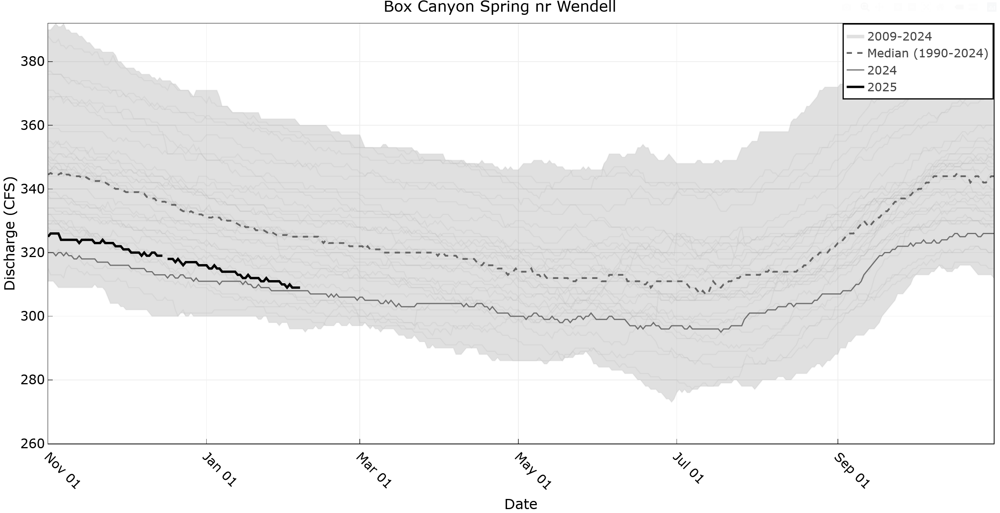 Box Canyon Spring nr Wendell
2009-2024
Median (1990-2024)
2024
2025
Discharge (CFS)
380
360
340
320
300
280
260
Nov 01
Jan 01
Mar 01
May 01
Jul 01
Sep 01
Date